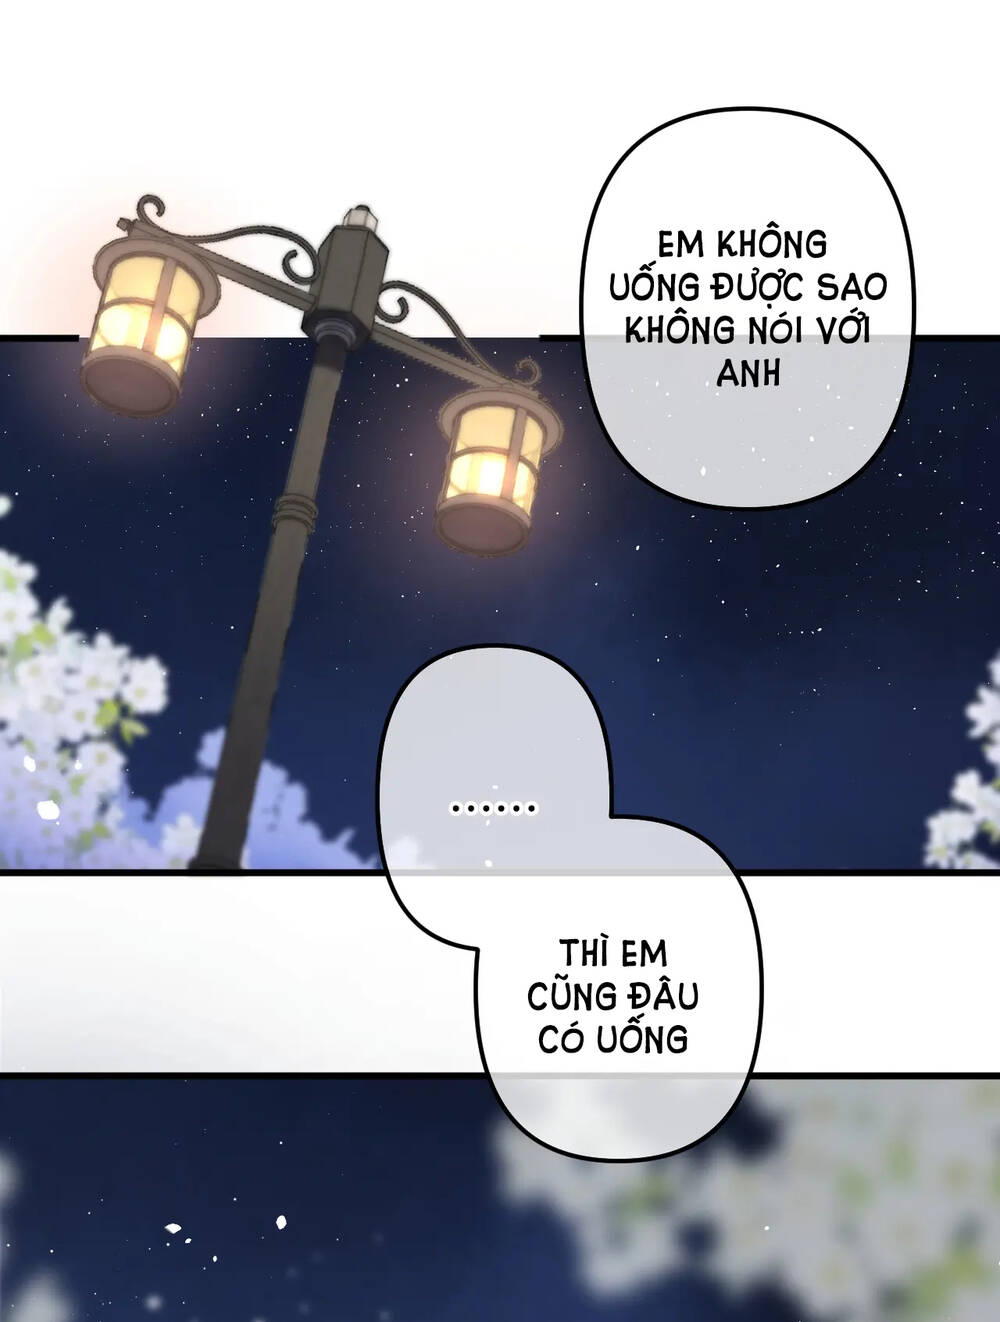 EM KHÔNG
UỐNG ĐƯỢC SAO
KHÔNG NÓI VỚI
ANH
......
THÌ EM
CŨNG ĐÂU
CÓ UỐNG